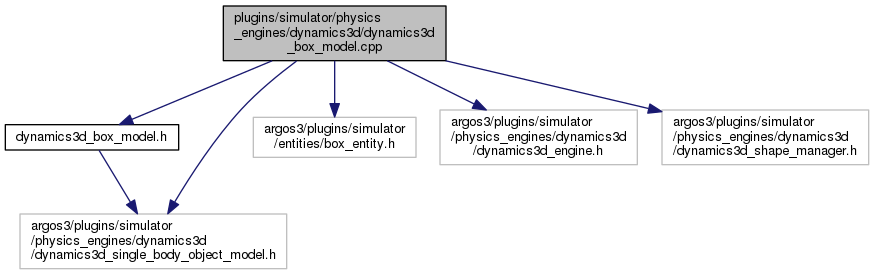 plugins/simulator/physics
_engines/dynamics3d/dynamics3d
_box_model.cpp
dynamics3d_box_model.h
argos3/plugins/simulator
/entities/box_entity.h
argos3/plugins/simulator
/physics_engines/dynamics3d
/dynamics3d_engine.h
argos3/plugins/simulator
/physics_engines/dynamics3d
/dynamics3d_shape_manager.h
argos3/plugins/simulator
/physics_engines/dynamics3d
/dynamics3d_single_body_object_model.h